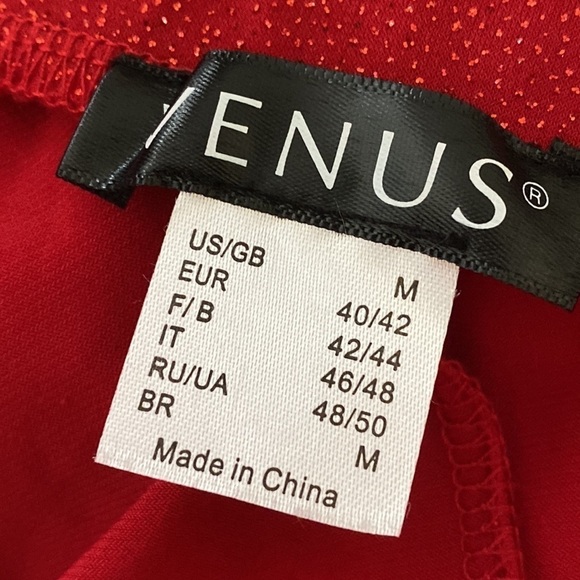 VENUS®
US/GB M
EUR 40/42
F/B 42/44
IT 46/48
RU/UA 48/50
BR M
Made in China